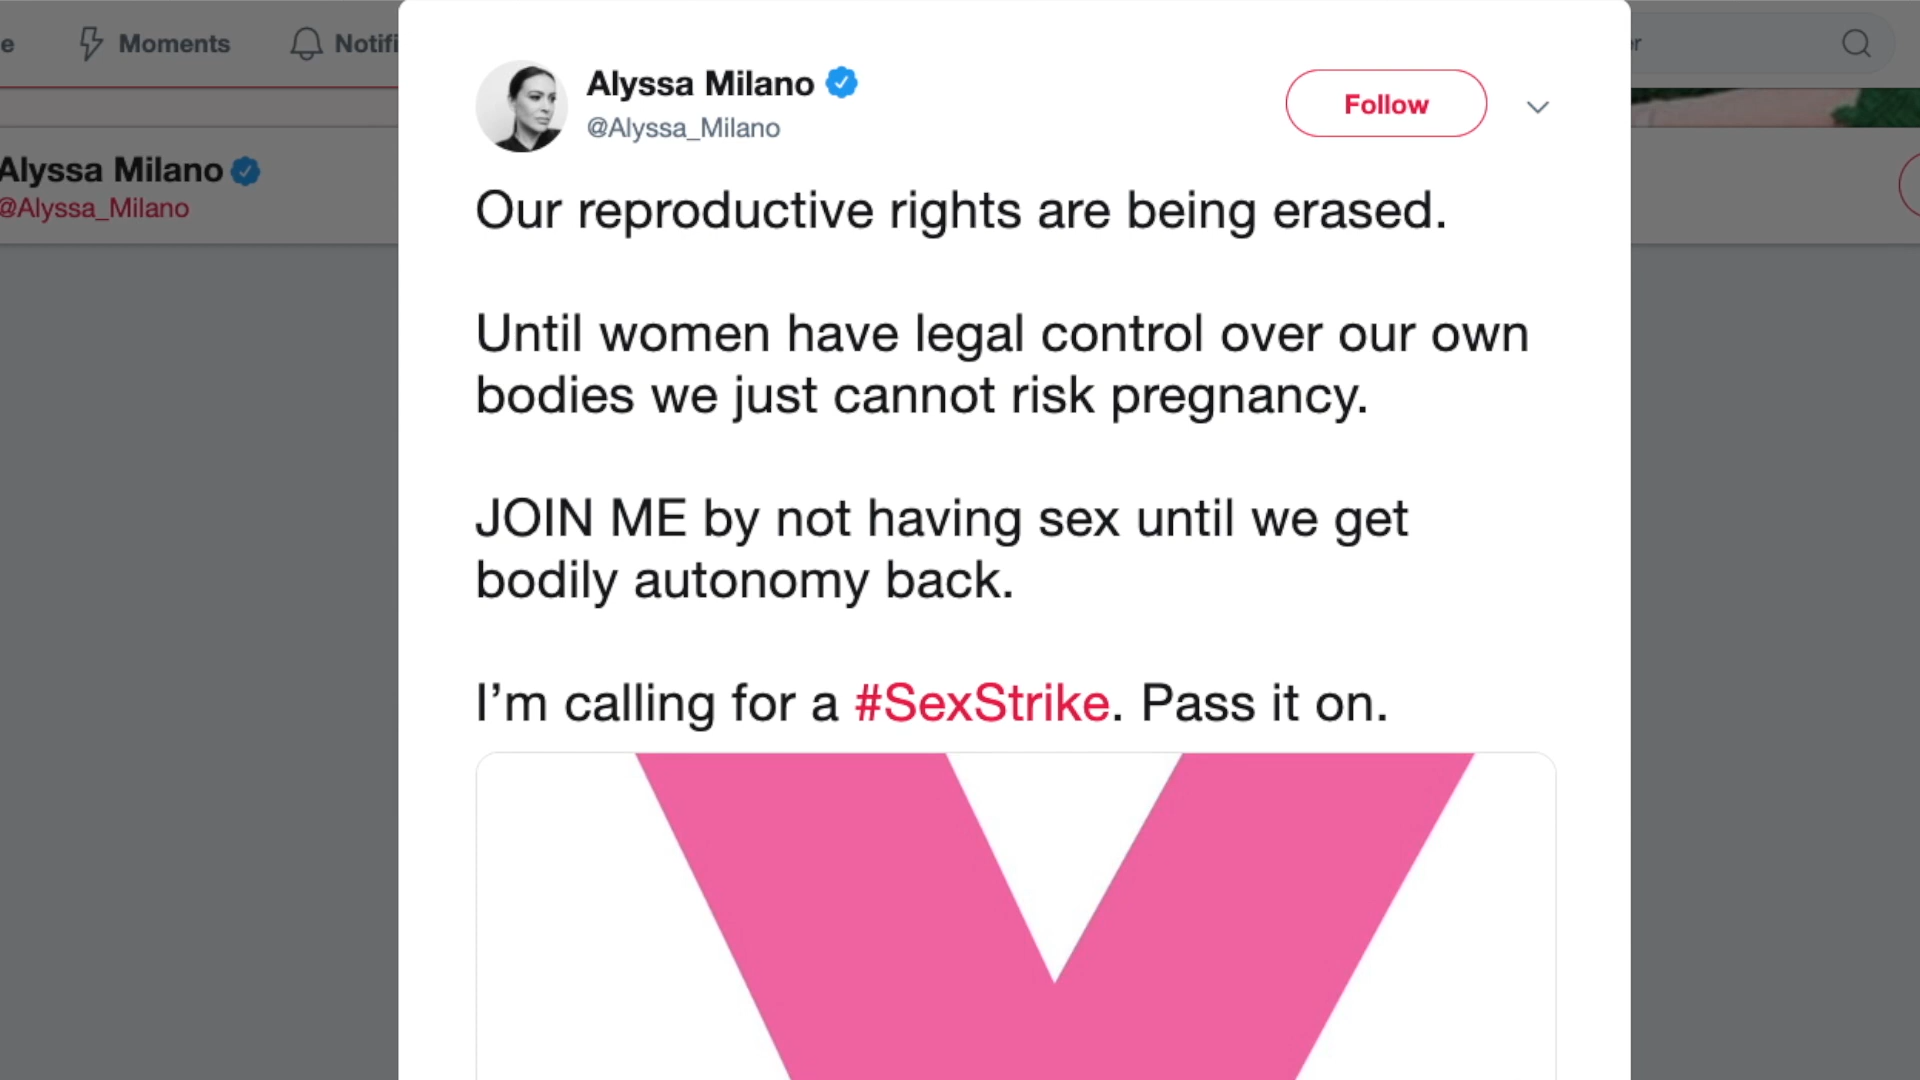 e
Moments
Notifi
r
Alyssa Milano
@Alyssa_Milano
Alyssa Milano
@Alyssa_Milano
Follow
Our reproductive rights are being erased.
Until women have legal control over our own
bodies we just cannot risk pregnancy.
JOIN ME by not having sex until we get
bodily autonomy back.
I’m calling for a #SexStrike. Pass it on.